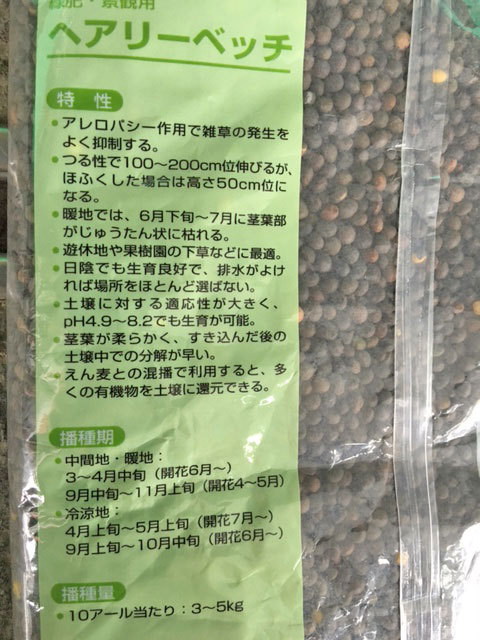 緑肥・景観用
ヘアリーベッチ
特 性
•アレロパシー作用で雑草の発生を
よく抑制する。
•つる性で100〜200cm位伸びるが、
ほふくした場合は高さ50cm位に
なる。
•暖地では、6月下旬〜7月に茎葉部
がじゅうたん状に枯れる。
•遊休地や果樹園の下草などに最適。
•日陰でも生育良好で、排水がよけ
れば場所をほとんど選ばない。
•土壌に対する適応性が大きく、
pH4.9〜8.2でも生育が可能。
•茎葉が柔らかく、すき込んだ後の
土壌中での分解が早い。
•えん麦との混播で利用すると、多
くの有機物を土壌に還元できる。
播種期
•中間地・暖地：
3〜4月中旬（開花6月〜）
9月中旬〜11月上旬（開花4〜5月）
•冷涼地：
4月上旬〜5月上旬（開花7月〜）
9月上旬〜10月中旬（開花6月〜）
播種量
•10アール当たり：3〜5kg